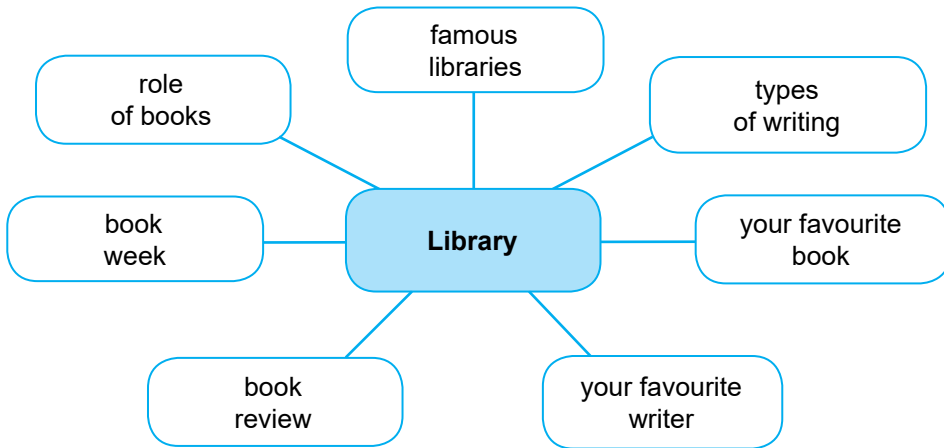 famous
libraries
role
of books
types
of writing
book
week
Library
your favourite
book
book
review
your favourite
writer